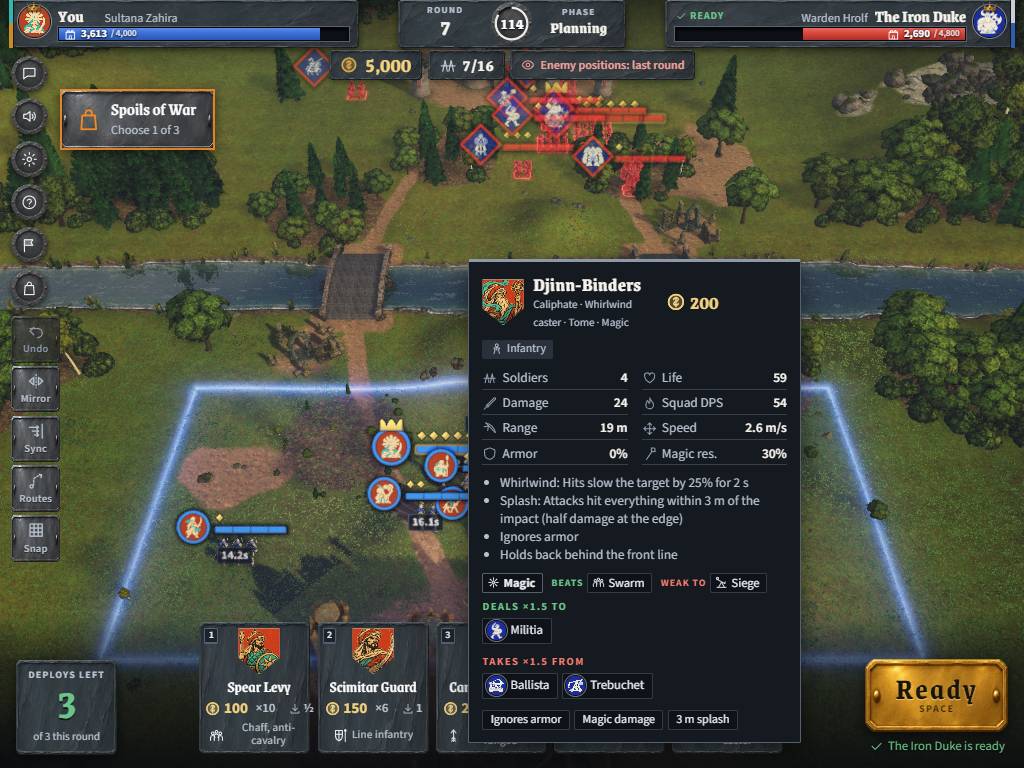 You Sultana Zahira
3,613 / 4,000
ROUND
7
114
PHASE
Planning
READY
Warden Hrolf The Iron Duke
2,690 / 4,800
5,000
7/16
Enemy positions: last round
Spoils of War
Choose 1 of 3
Undo
Mirror
Sync
Routes
Snap
16.1s
14.2s
Djinn-Binders
Caliphate · Whirlwind
caster · Tome · Magic
200
Infantry
Soldiers 4
Life 59
Damage 24
Squad DPS 54
Range 19 m
Speed 2.6 m/s
Armor 0%
Magic res. 30%
• Whirlwind: Hits slow the target by 25% for 2 s
• Splash: Attacks hit everything within 3 m of the
impact (half damage at the edge)
• Ignores armor
• Holds back behind the front line
Magic BEATS Swarm WEAK TO Siege
DEALS ×1.5 TO
Militia
TAKES ×1.5 FROM
Ballista Trebuchet
Ignores armor Magic damage 3 m splash
DEPLOYS LEFT
3
of 3 this round
1
Spear Levy
100 ×10 ½
Chaff, anti-
cavalry
2
Scimitar Guard
150 ×6 1
Line infantry
3
Ready
SPACE
The Iron Duke is ready